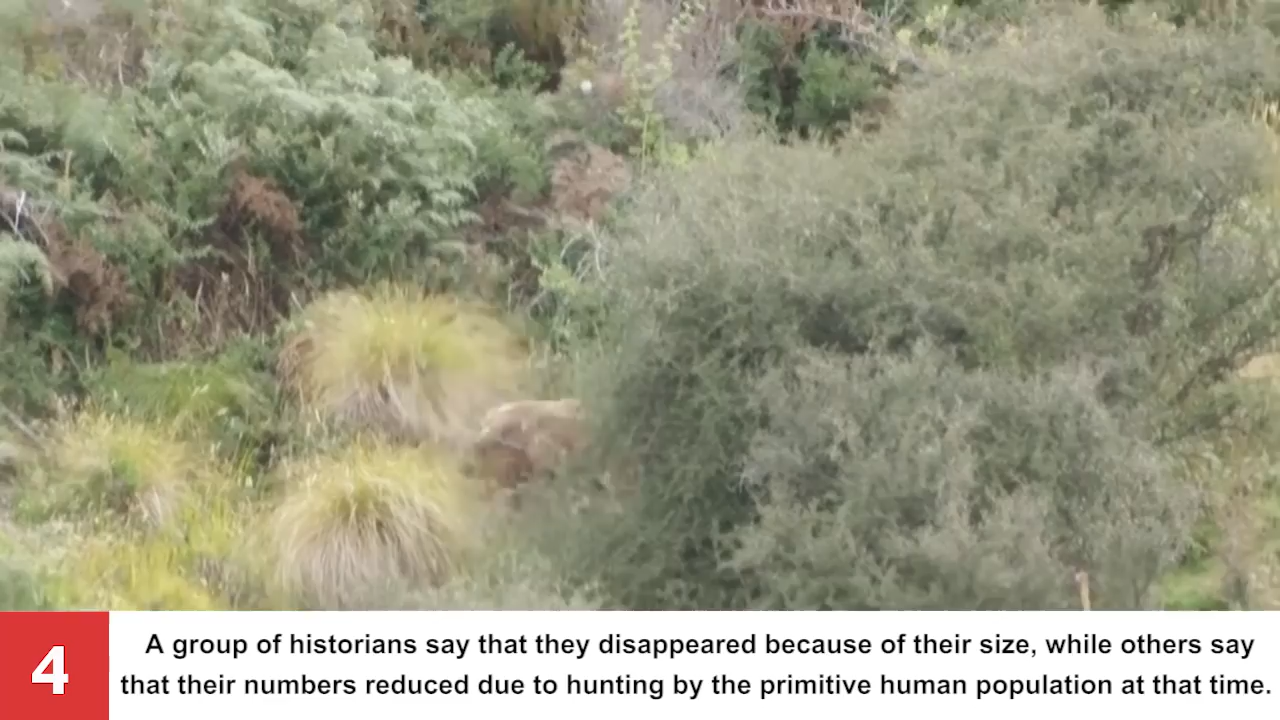 4
A group of historians say that they disappeared because of their size, while others say
that their numbers reduced due to hunting by the primitive human population at that time.